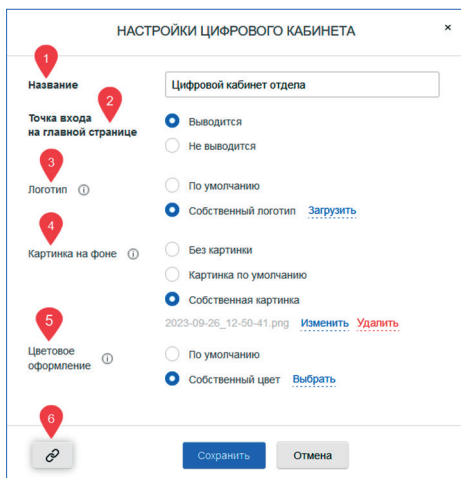 НАСТРОЙКИ ЦИФРОВОГО КАБИНЕТА
×
1
Название
Цифровой кабинет отдела
2
Точка входа
на главной странице
Выводится
Не выводится
3
Логотип
По умолчанию
Собственный логотип Загрузить
4
Картинка на фоне
Без картинки
Картинка по умолчанию
Собственная картинка
2023-09-26_12-50-41.png Изменить Удалить
5
Цветовое
оформление
По умолчанию
Собственный цвет Выбрать
6
Сохранить
Отмена